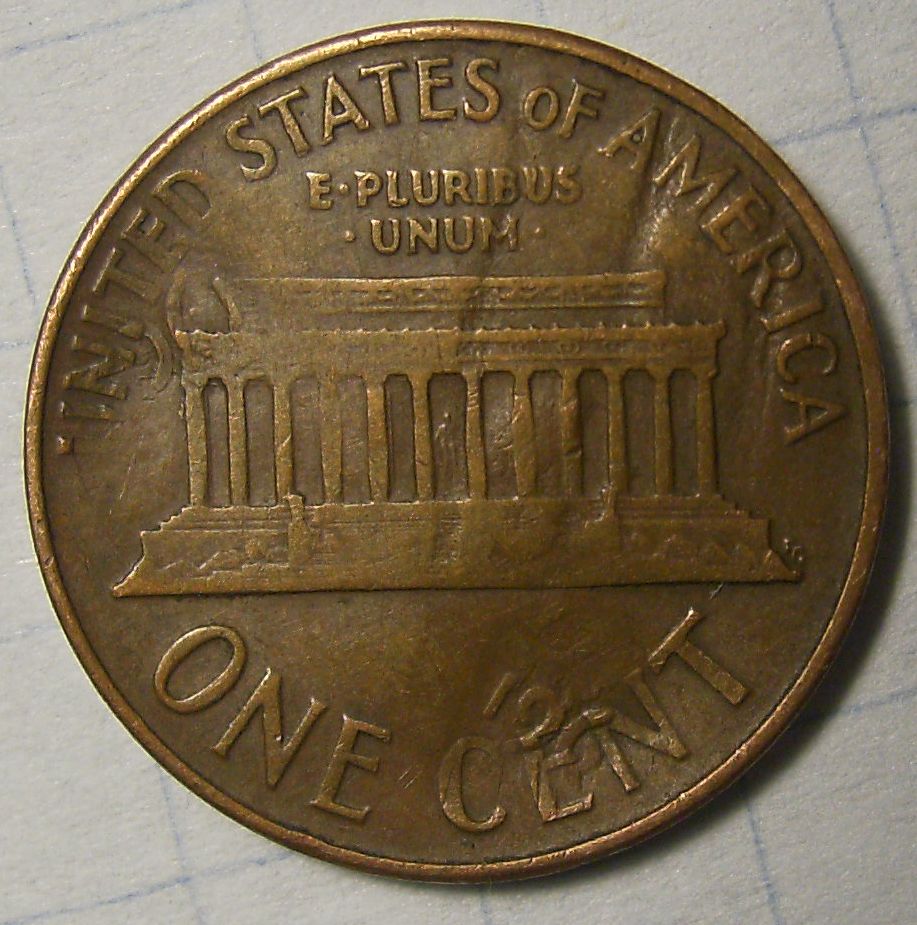 UNITED STATES OF AMERICA
E·PLURIBUS
·UNUM·
ONE CENT